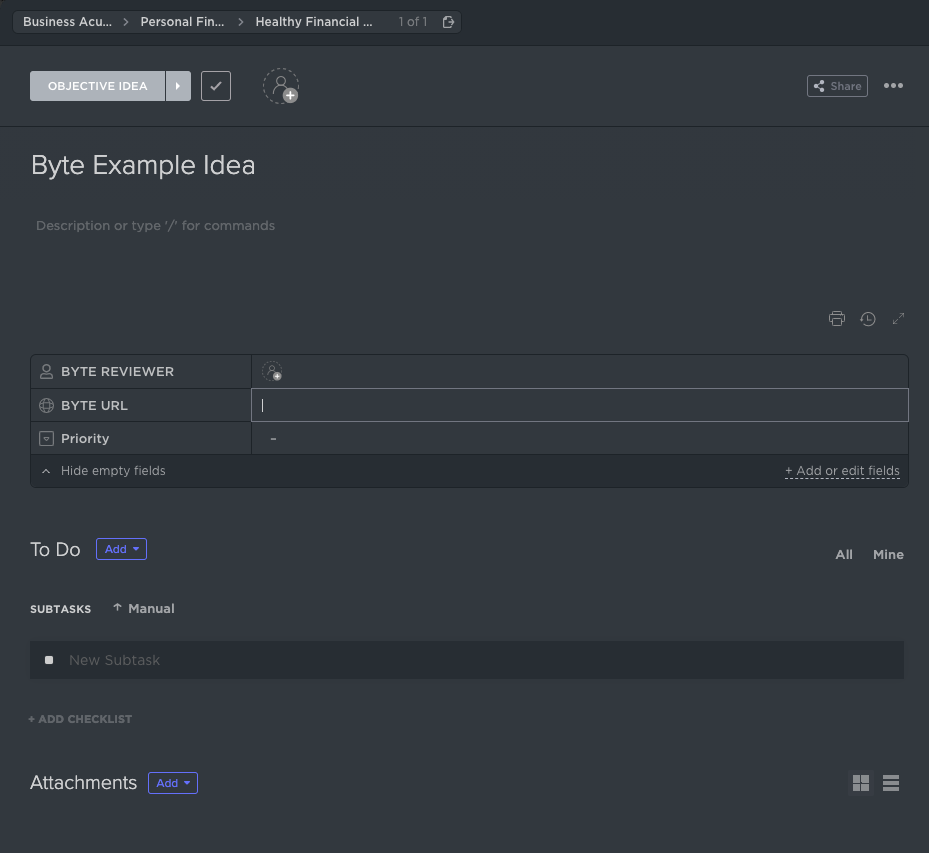 Business Acu... > Personal Fin... > Healthy Financial ... 1 of 1
OBJECTIVE IDEA
Share
Byte Example Idea
Description or type '/' for commands
BYTE REVIEWER
BYTE URL
Priority –
Hide empty fields + Add or edit fields
To Do Add All Mine
SUBTASKS ↑ Manual
New Subtask
+ ADD CHECKLIST
Attachments Add